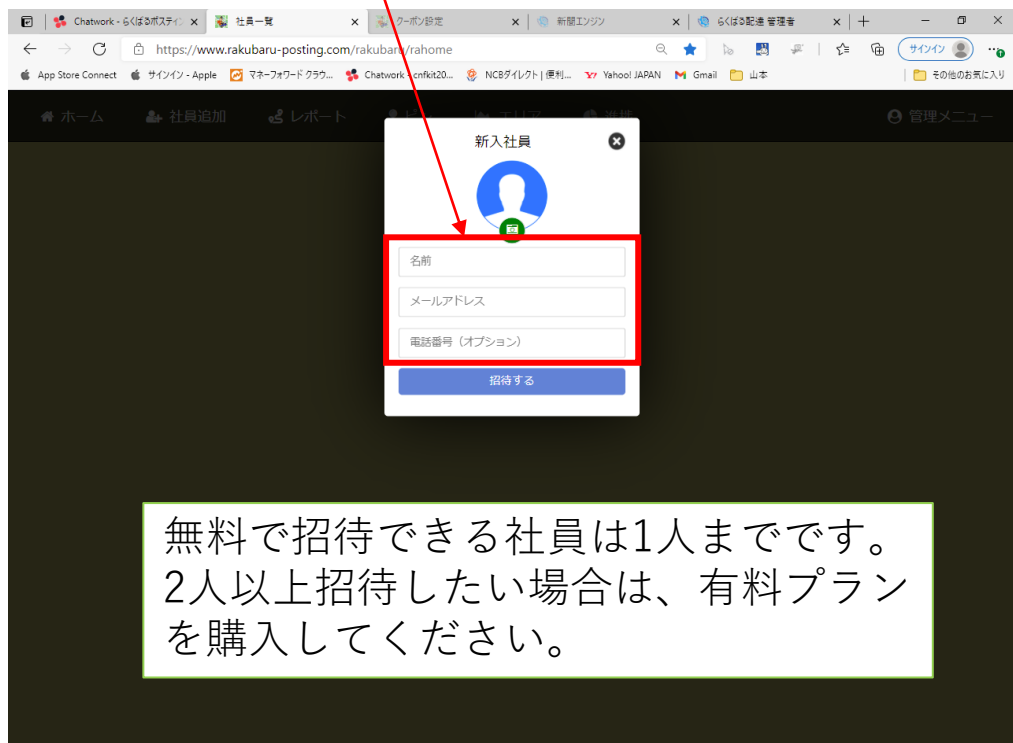 Chatwork - らくばるポスティン
社員一覧
クーポン設定
新聞エンジン
らくばる配達 管理者
https://www.rakubaru-posting.com/rakubaru/rahome
サインイン
App Store Connect
サインイン - Apple
マネーフォワード クラウ...
Chatwork - cnfkit20...
NCBダイレクト | 便利...
Yahoo! JAPAN
Gmail
山本
その他のお気に入り
ホーム
社員追加
レポート
エリア
進捗
管理メニュー
新入社員
名前
メールアドレス
電話番号（オプション）
招待する
無料で招待できる社員は1人までです。
2人以上招待したい場合は、有料プラン
を購入してください。